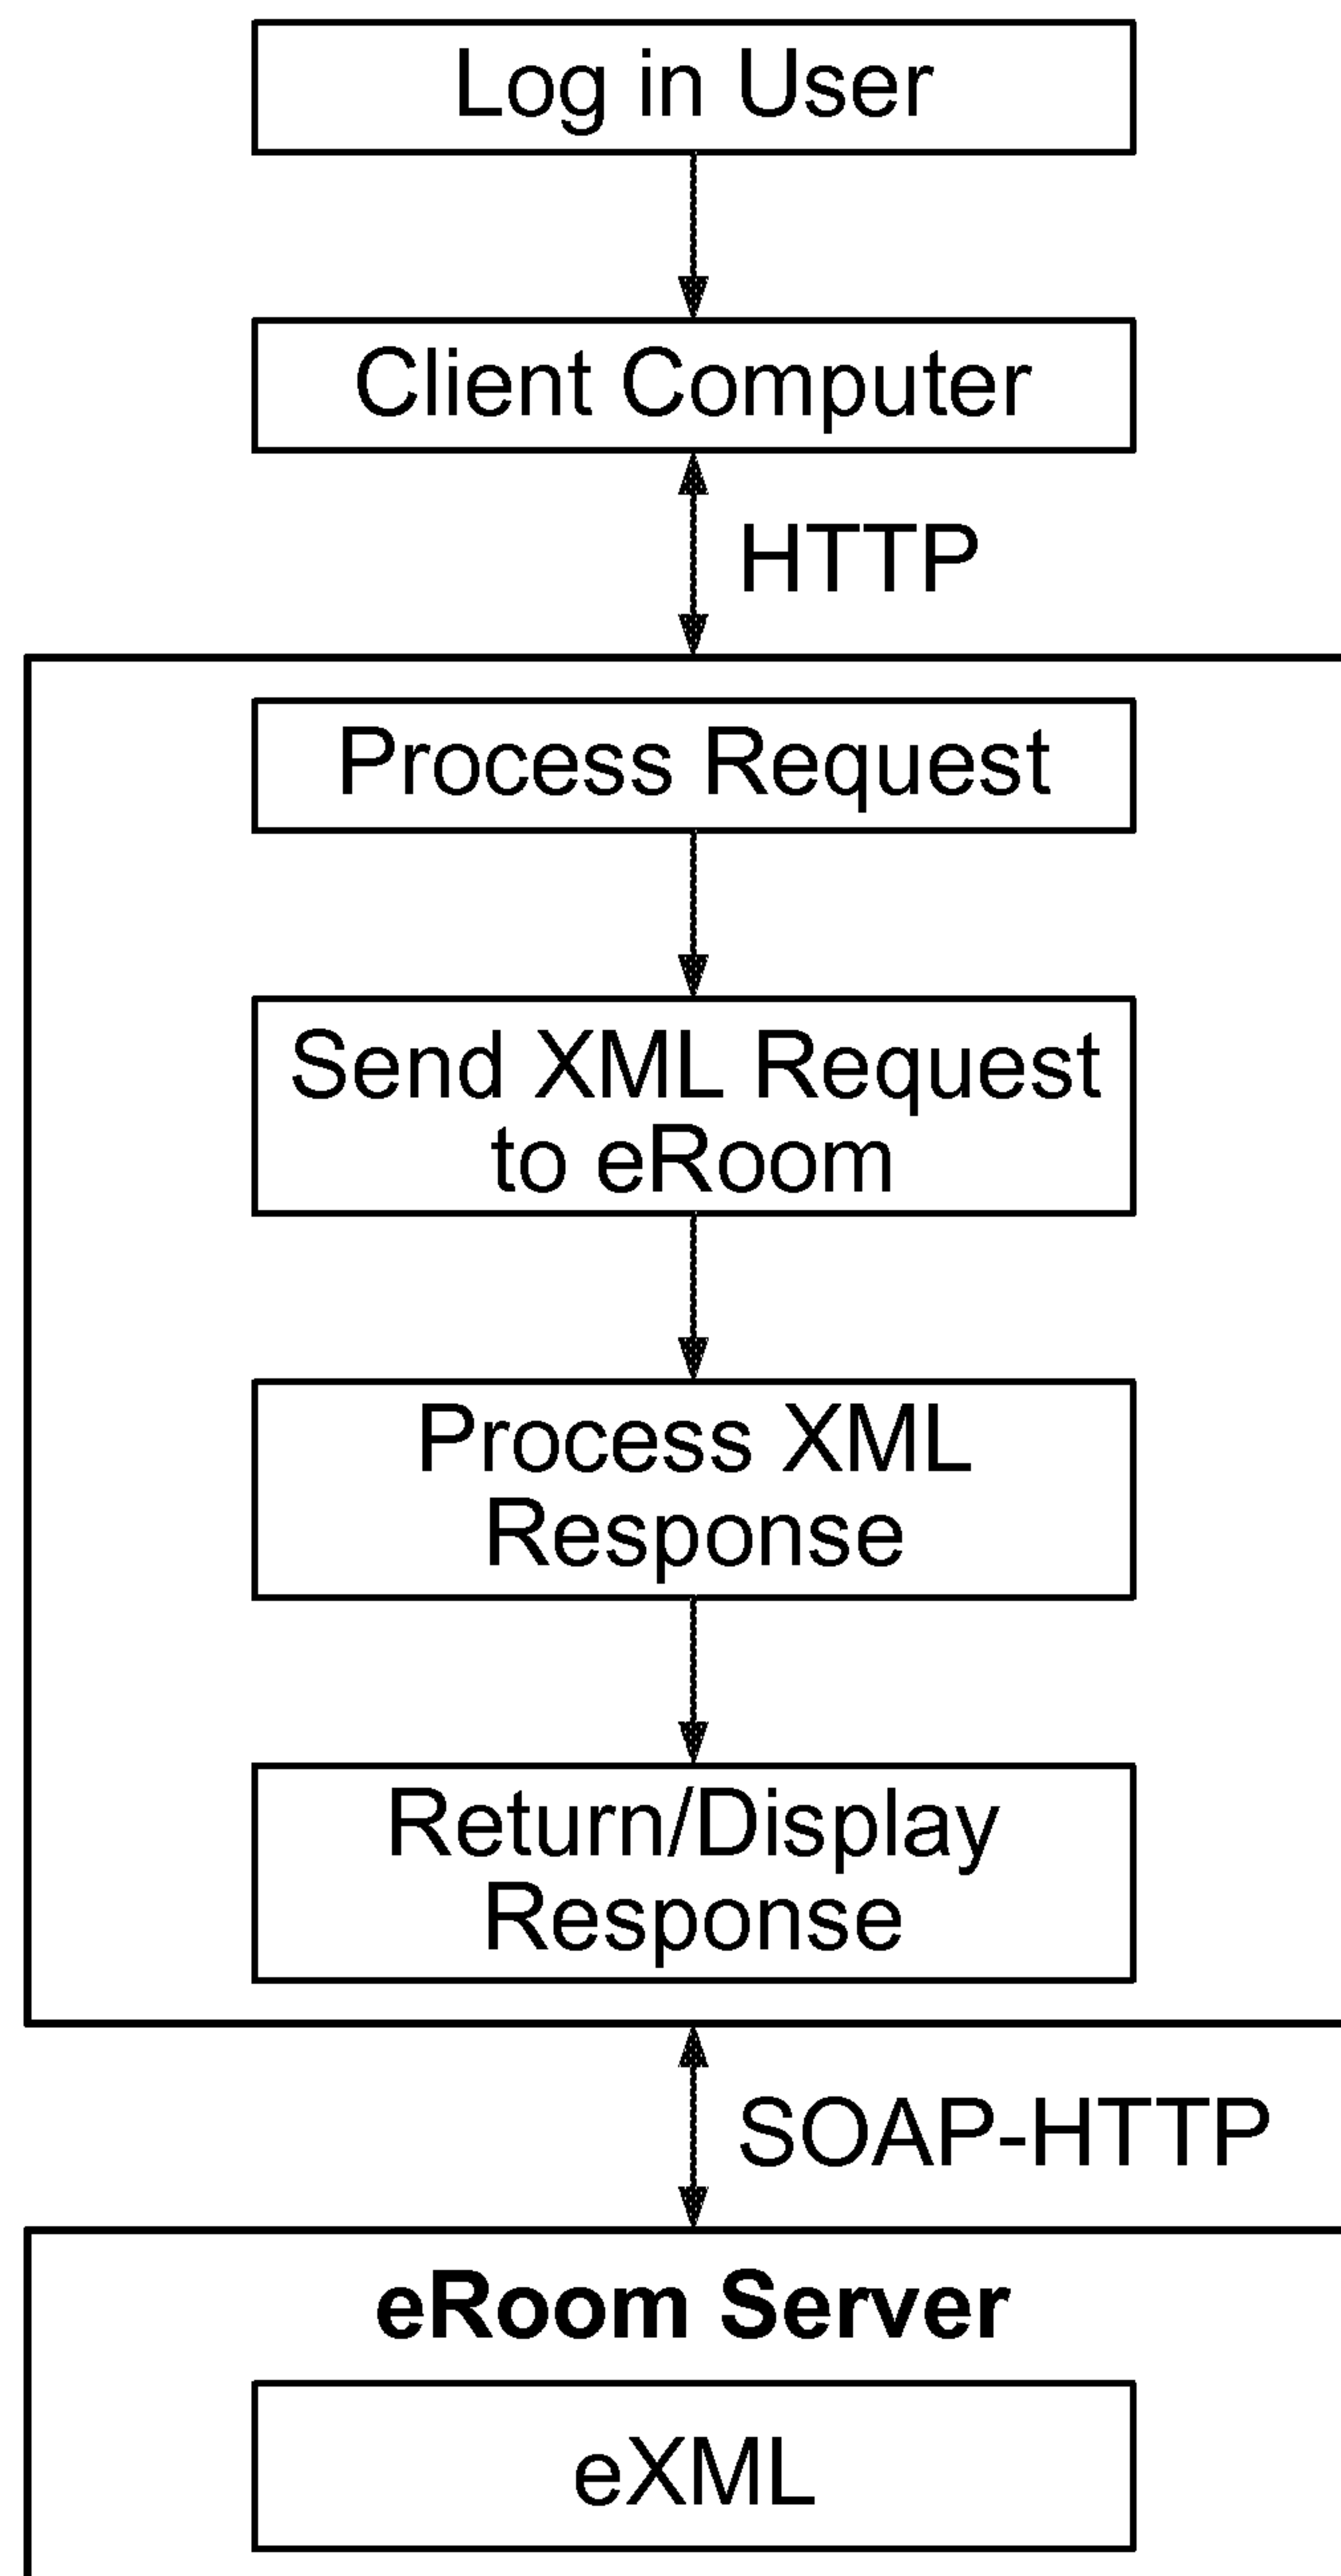 Log in User
Client Computer
HTTP
Process Request
Send XML Request
to eRoom
Process XML
Response
Return/Display
Response
SOAP-HTTP
eRoom Server
eXML